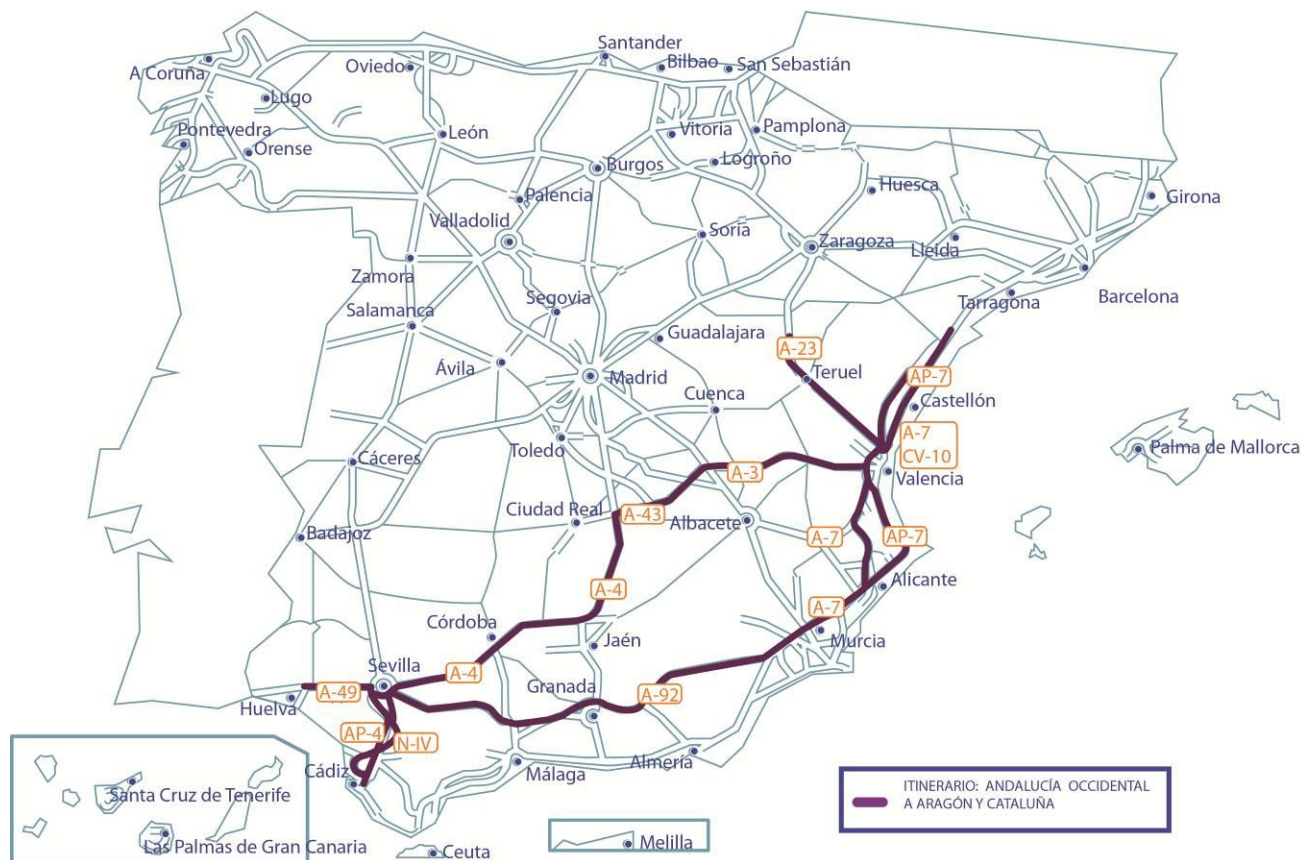 Santander
Bilbao
San Sebastián
Oviedo
A Coruña
Lugo
Pontevedra
Orense
León
Vitoria
Pamplona
Logroño
Burgos
Palencia
Huesca
Girona
Valladolid
Soria
Zaragoza
Lleida
Zamora
Barcelona
Tarragona
Segovia
Salamanca
Guadalajara
A-23
Ávila
Teruel
Madrid
AP-7
Cuenca
Castellón
A-7
CV-10
Toledo
Palma de Mallorca
Cáceres
A-3
Valencia
Ciudad Real
A-43
Albacete
Badajoz
A-7
AP-7
Alicante
A-4
A-7
Córdoba
Jaén
Murcia
Sevilla
A-4
A-49
Granada
A-92
Huelva
AP-4
N-IV
Cádiz
Málaga
Almería
Santa Cruz de Tenerife
Las Palmas de Gran Canaria
Ceuta
Melilla
ITINERARIO: ANDALUCÍA OCCIDENTAL
A ARAGÓN Y CATALUÑA